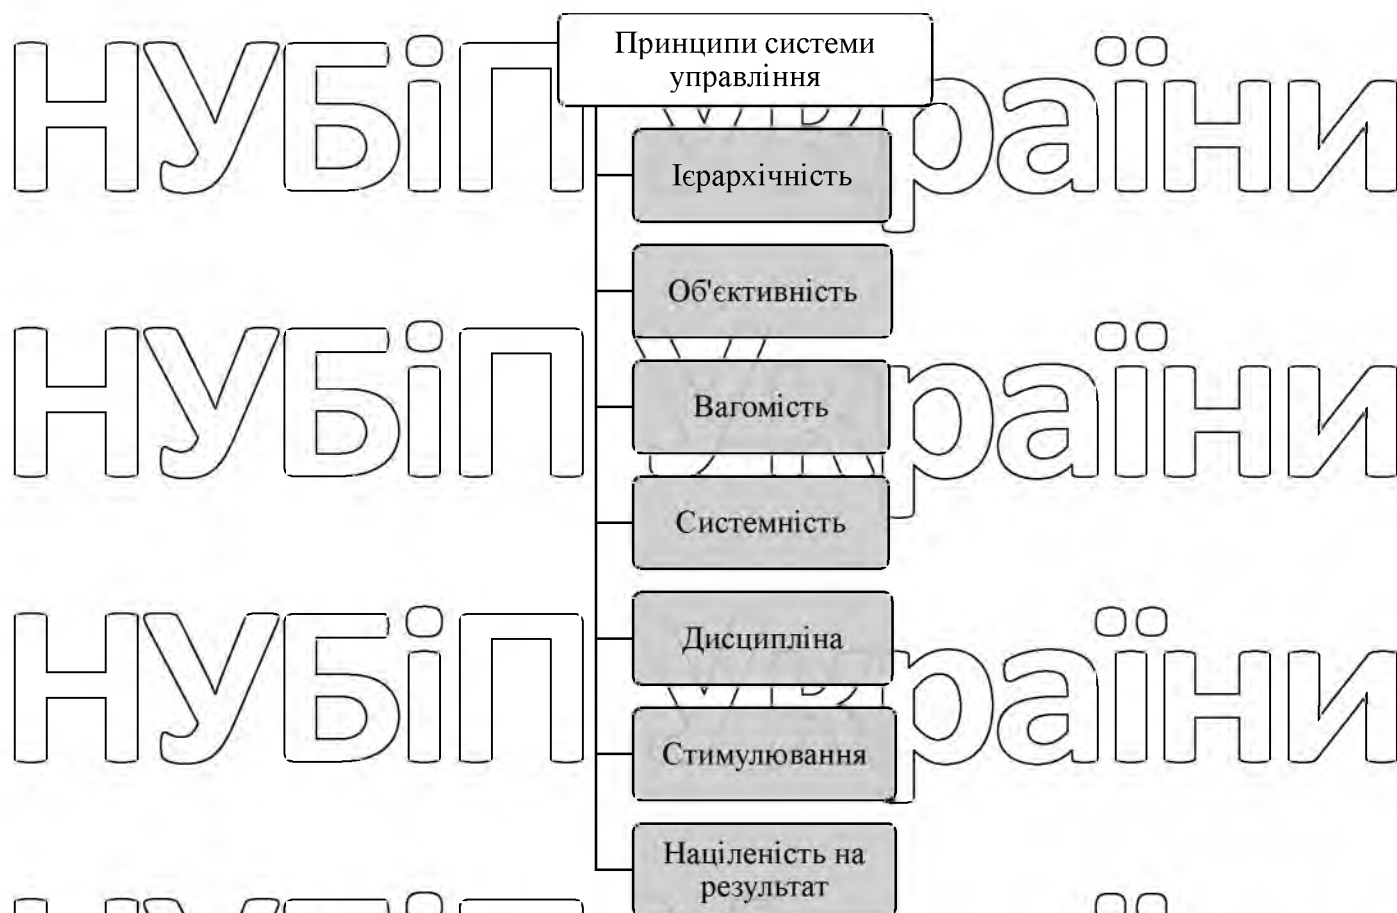 НУБіП України
Принципи системи
управління
Ієрархічність
Об'єктивність
НУБіП України
Вагомість
Системність
НУБіП України
Дисципліна
Стимулювання
Націленість на
результат